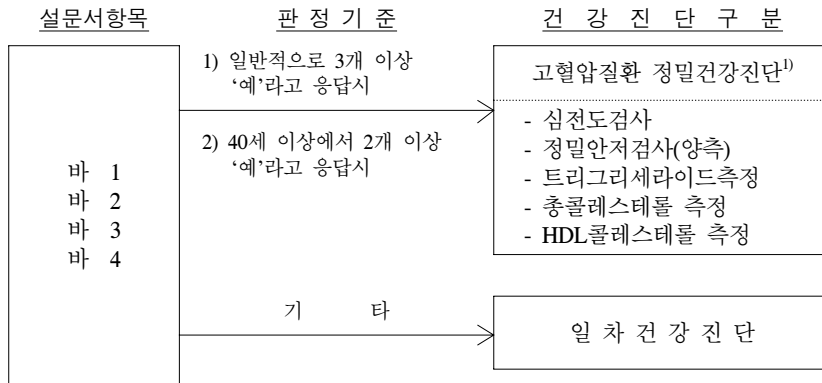 설문서항목
판 정 기 준
건 강 진 단 구 분
바 1
바 2
바 3
바 4
1) 일반적으로 3개 이상
‘예’라고 응답시
2) 40세 이상에서 2개 이상
‘예’라고 응답시
고혈압질환 정밀건강진단1)
- 심전도검사
- 정밀안저검사(양측)
- 트리그리세라이드측정
- 총콜레스테롤 측정
- HDL콜레스테롤 측정
기 타
일 차 건 강 진 단